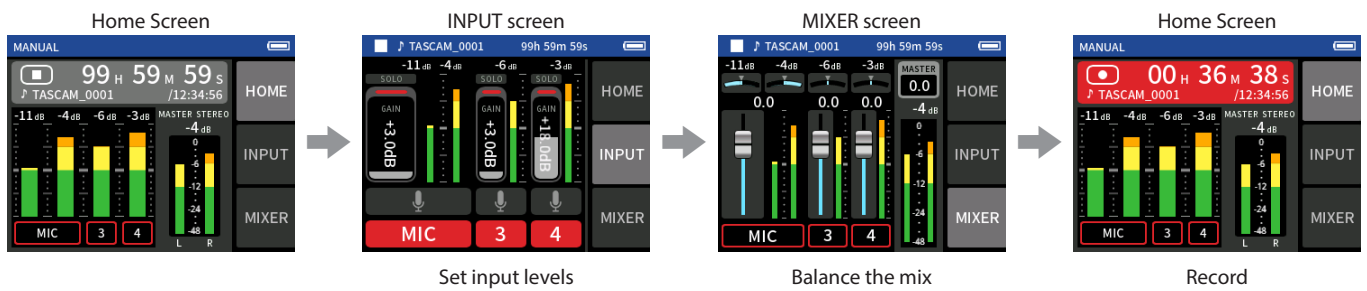 Home Screen
MANUAL
99 H 59 M 59 S
♪ TASCAM_0001 /12:34:56
-11 dB -4 dB -6 dB -3 dB MASTER STEREO
-4 dB
0
-6
-12
-24
-48
L R
MIC 3 4
HOME
INPUT
MIXER
INPUT screen
♪ TASCAM_0001 99h 59m 59s
-11 dB -4 dB -6 dB -3 dB
SOLO SOLO SOLO
GAIN GAIN GAIN
+3.0dB +3.0dB +18.0dB
MIC 3 4
HOME
INPUT
MIXER
Set input levels
MIXER screen
♪ TASCAM_0001 99h 59m 59s
-11 dB -4 dB -6 dB -3 dB MASTER
0.0
0.0 0.0 0.0
-4 dB
0
-6
-12
-24
-48
MIC 3 4
HOME
INPUT
MIXER
Balance the mix
Home Screen
MANUAL
00 H 36 M 38 S
♪ TASCAM_0001 /12:34:56
-11 dB -4 dB -6 dB -3 dB MASTER STEREO
-4 dB
0
-6
-12
-24
-48
L R
MIC 3 4
HOME
INPUT
MIXER
Record